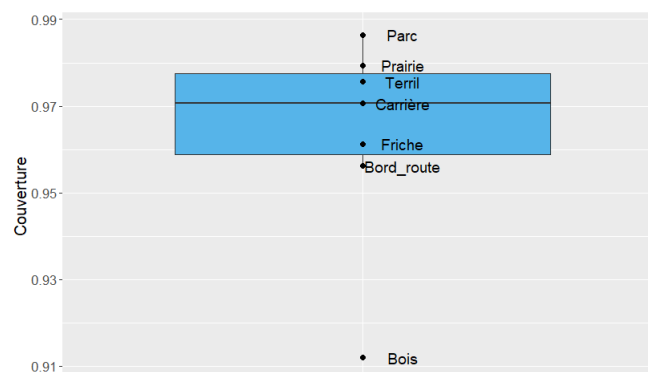 Couverture
0.99
0.97
0.95
0.93
0.91
Parc
Prairie
Terril
Carrière
Friche
Bord_route
Bois